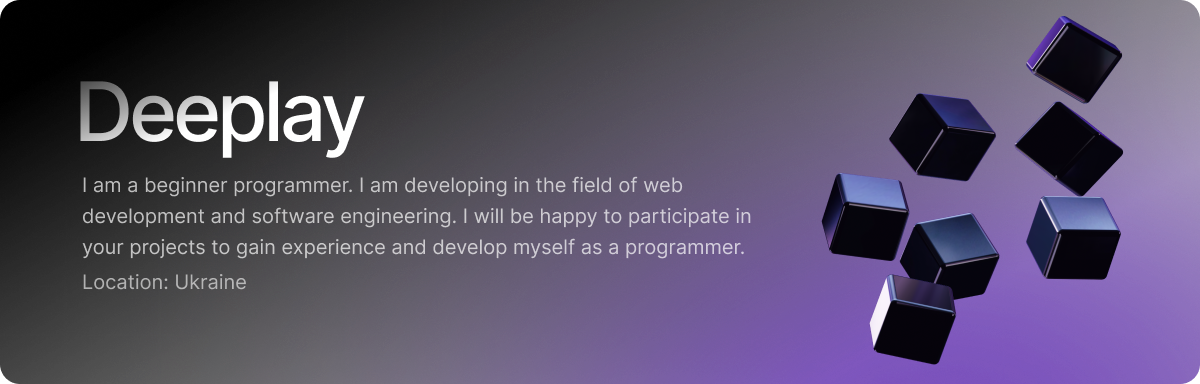 Deeplay
I am a beginner programmer. I am developing in the field of web
development and software engineering. I will be happy to participate in
your projects to gain experience and develop myself as a programmer.
Location: Ukraine